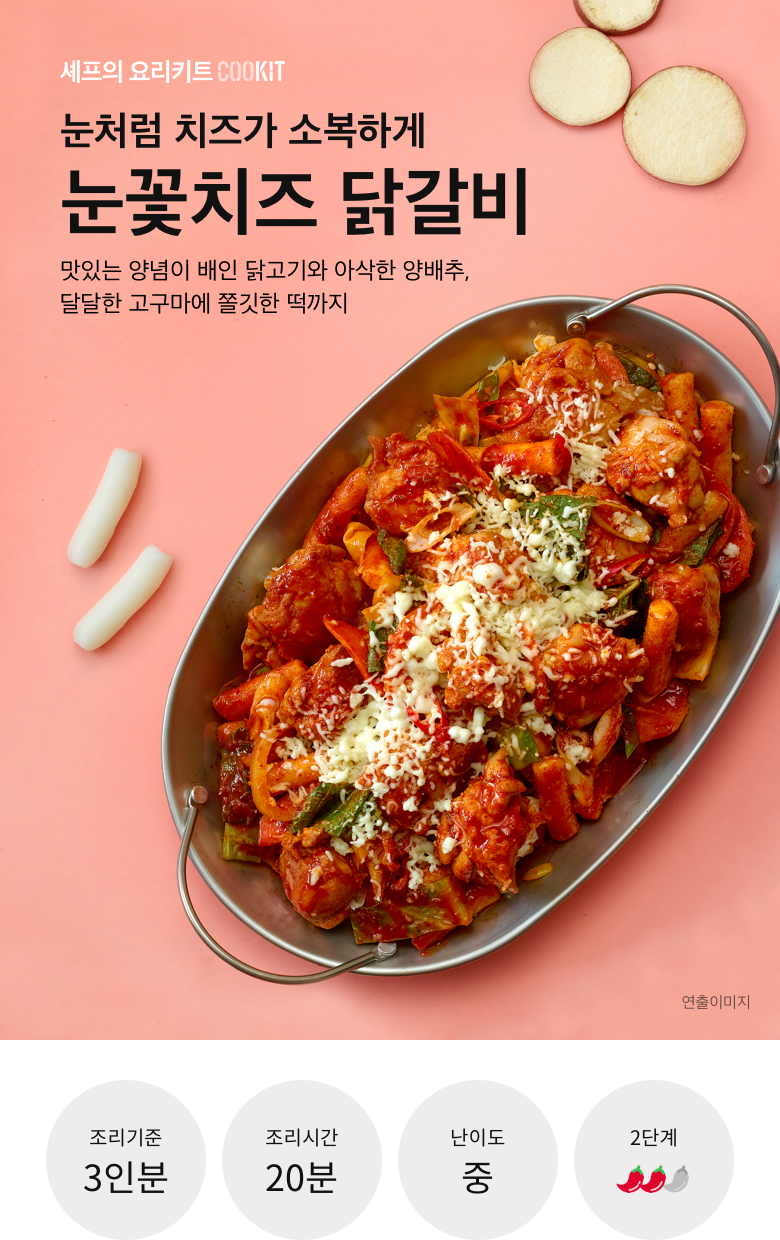 셰프의 요리키트 COOKIT
눈처럼 치즈가 소복하게
눈꽃치즈 닭갈비
맛있는 양념이 배인 닭고기와 아삭한 양배추,
달달한 고구마에 쫄깃한 떡까지
연출이미지
조리기준
3인분
조리시간
20분
난이도
중
2단계